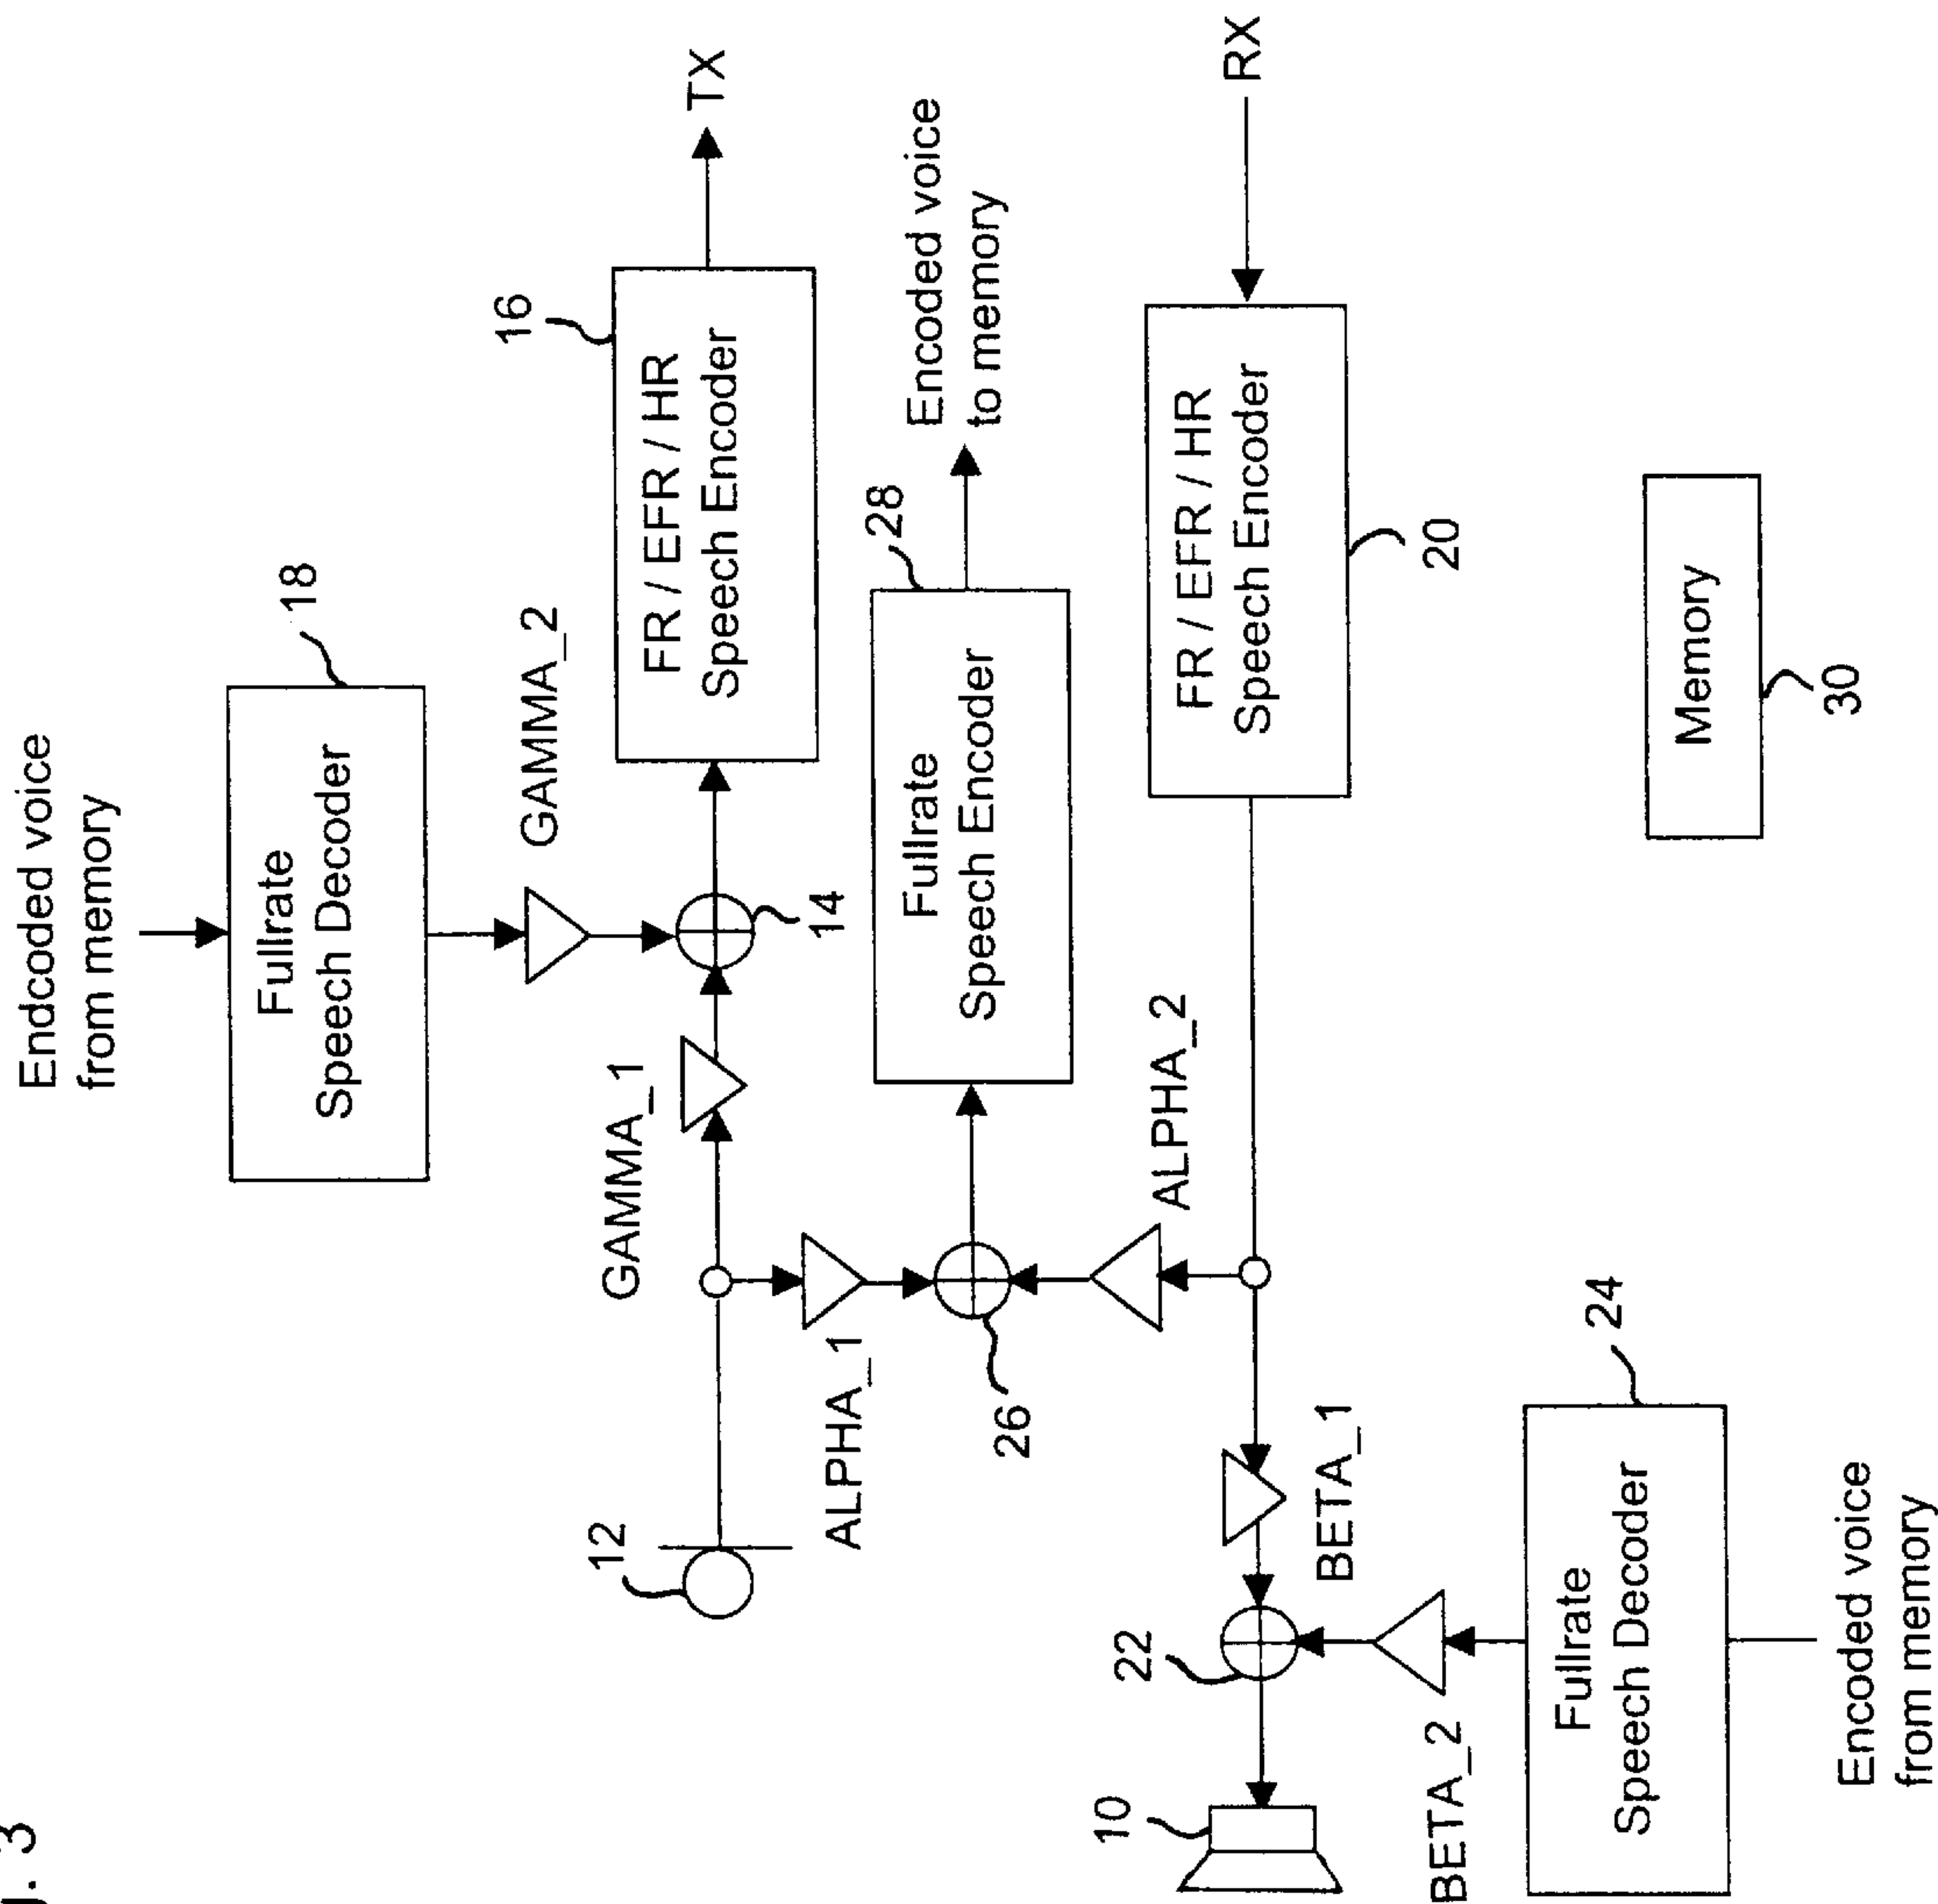 Endcoded voice
from memory
18
Fullrate
Speech Decoder
GAMMA_2
16
TX
FR / EFR / HR
Speech Encoder
GAMMA_1
14
12
ALPHA_1
28
Encoded voice
to memory
Fullrate
Speech Encoder
26
ALPHA_2
RX
FR / EFR / HR
Speech Encoder
20
10
22
BETA_1
BETA_2
24
Fullrate
Speech Decoder
Encoded voice
from memory
Memory
30
3